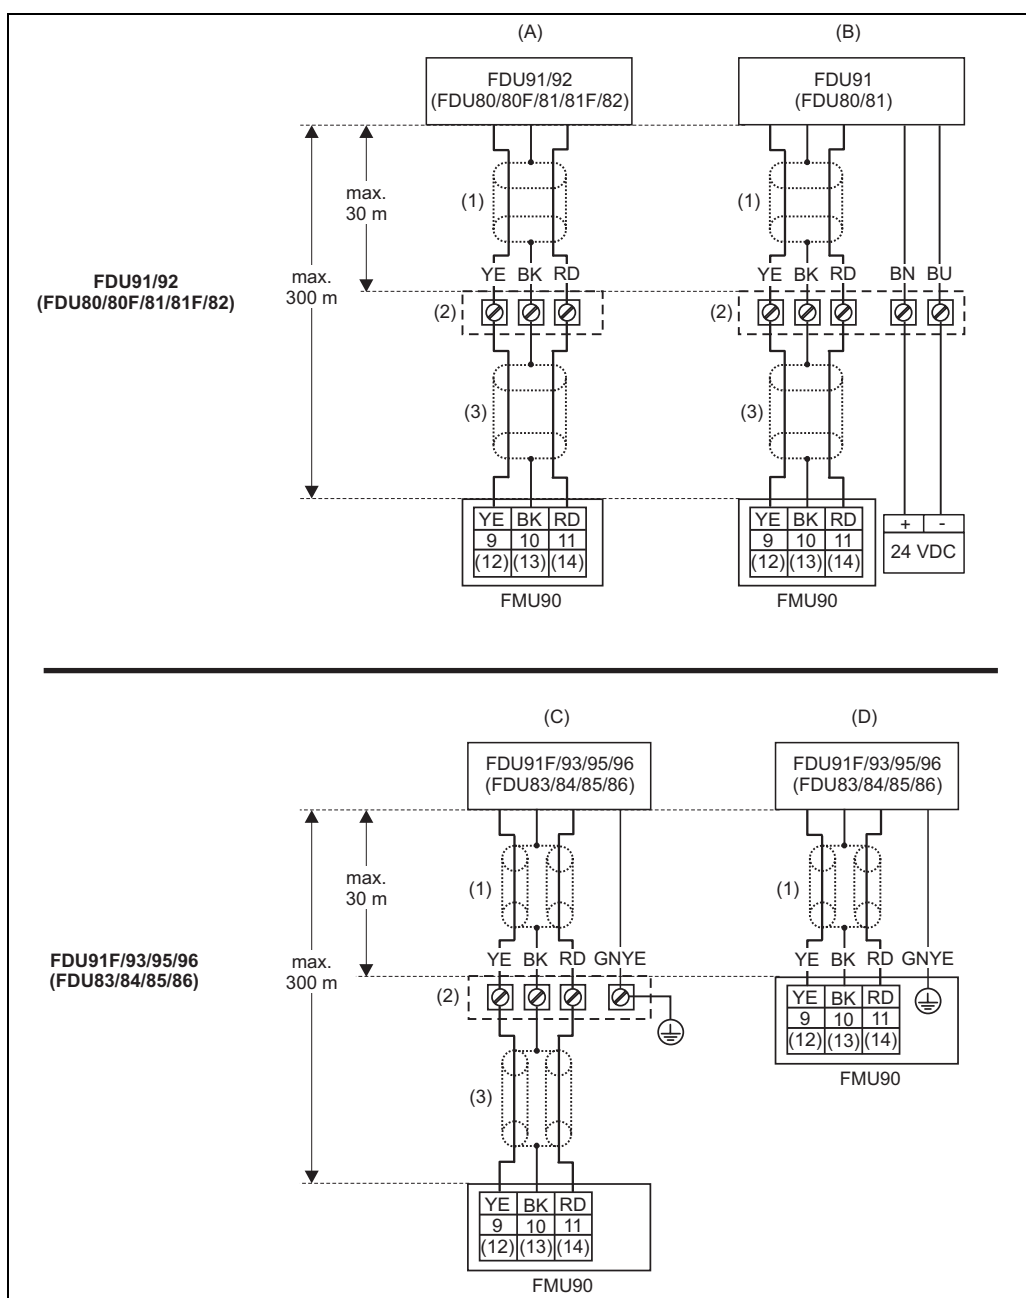 (A)
(B)
FDU91/92
(FDU80/80F/81/81F/82)
FDU91
(FDU80/81)
max.
30 m
(1)
(1)
YE BK RD
YE BK RD BN BU
FDU91/92
(FDU80/80F/81/81F/82)
max.
300 m
(2)
(2)
(3)
(3)
YE BK RD
9 10 11
(12) (13) (14)
FMU90
YE BK RD
9 10 11
(12) (13) (14)
FMU90
+ -
24 VDC
(C)
(D)
FDU91F/93/95/96
(FDU83/84/85/86)
FDU91F/93/95/96
(FDU83/84/85/86)
max.
30 m
(1)
(1)
YE BK RD GNYE
YE BK RD GNYE
FDU91F/93/95/96
(FDU83/84/85/86)
max.
300 m
(2)
YE BK RD
9 10 11
(12) (13) (14)
FMU90
(3)
YE BK RD
9 10 11
(12) (13) (14)
FMU90